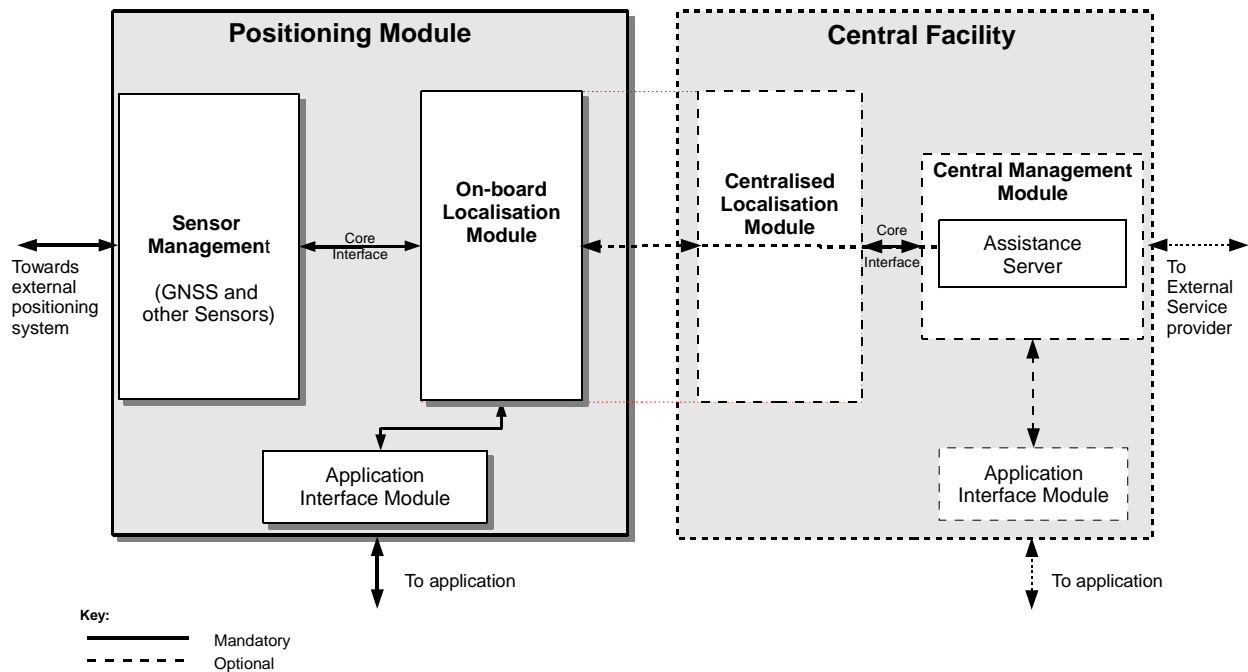 Positioning Module
Central Facility
Sensor
Management
(GNSS and
other Sensors)
Core
Interface
On-board
Localisation
Module
Centralised
Localisation
Module
Core
Interface
Central Management
Module
Assistance
Server
Towards
external
positioning
system
To
External
Service
provider
Application
Interface Module
Application
Interface Module
To application
To application
Key:
Mandatory
Optional